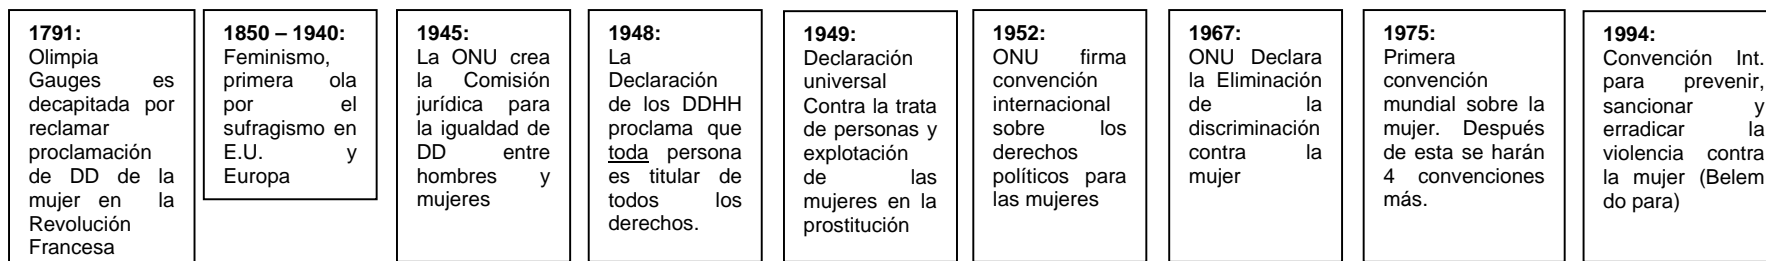 1791:
Olimpia
Gauges es
decapitada por
reclamar
proclamación
de DD de la
mujer en la
Revolución
Francesa
1850 – 1940:
Feminismo,
primera ola
por el
sufragismo en
E.U. y
Europa
1945:
La ONU crea
la Comisión
jurídica para
la igualdad de
DD entre
hombres y
mujeres
1948:
La
Declaración
de los DDHH
proclama que
toda persona
es titular de
todos los
derechos.
1949:
Declaración
universal
Contra la trata
de personas y
explotación
de las
mujeres en la
prostitución
1952:
ONU firma
convención
internacional
sobre los
derechos
políticos para
las mujeres
1967:
ONU Declara
la Eliminación
de la
discriminación
contra la
mujer
1975:
Primera
convención
mundial sobre la
mujer. Después
de esta se harán
4 convenciones
más.
1994:
Convención Int.
para prevenir,
sancionar y
erradicar la
violencia contra
la mujer (Belem
do para)